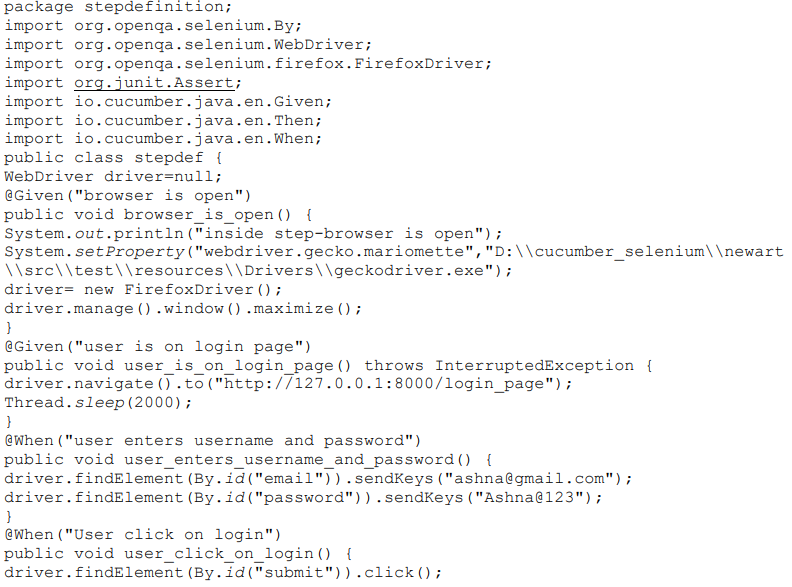 package stepdefinition;
import org.openqa.selenium.By;
import org.openqa.selenium.WebDriver;
import org.openqa.selenium.firefox.FirefoxDriver;
import org.junit.Assert;
import io.cucumber.java.en.Given;
import io.cucumber.java.en.Then;
import io.cucumber.java.en.When;
public class stepdef {
WebDriver driver=null;
@Given("browser is open")
public void browser_is_open() {
System.out.println("inside step-browser is open");
System.setProperty("webdriver.gecko.mariomette","D:\\cucumber_selenium\\newart
\\src\\test\\resources\\Drivers\\geckodriver.exe");
driver= new FirefoxDriver();
driver.manage().window().maximize();
}
@Given("user is on login page")
public void user_is_on_login_page() throws InterruptedException {
driver.navigate().to("http://127.0.0.1:8000/login_page");
Thread.sleep(2000);
}
@When("user enters username and password")
public void user_enters_username_and_password() {
driver.findElement(By.id("email")).sendKeys("ashna@gmail.com");
driver.findElement(By.id("password")).sendKeys("Ashna@123");
}
@When("User click on login")
public void user_click_on_login() {
driver.findElement(By.id("submit")).click();